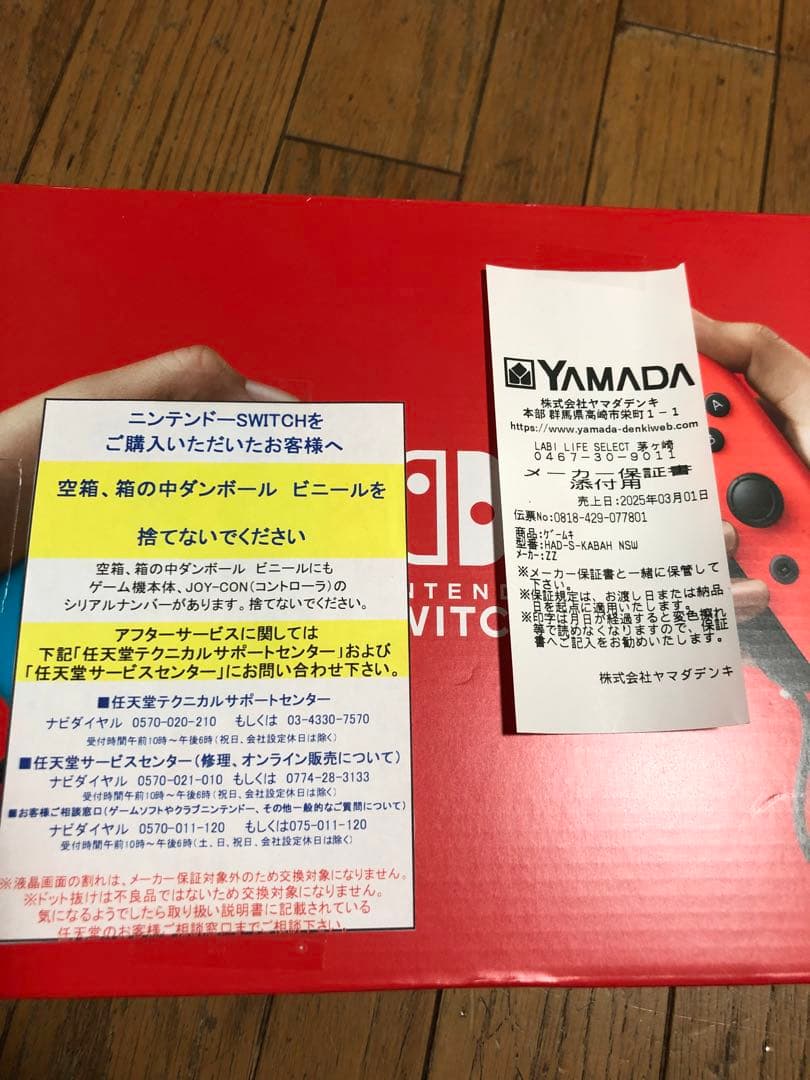 ニンテンドーSWITCHを
ご購入いただいたお客様へ
空箱、箱の中ダンボール ビニールを
捨てないでください
空箱、箱の中ダンボール ビニールにも
ゲーム機本体、JOY-CON(コントローラ)の
シリアルナンバーがあります。捨てないでください。
アフターサービスに関しては
下記「任天堂テクニカルサポートセンター」および
「任天堂サービスセンター」にお問い合わせ下さい。
■任天堂テクニカルサポートセンター
ナビダイヤル 0570-020-210 もしくは 03-4330-7570
受付時間午前10時～午後6時(祝日、会社設定休日は除く)
■任天堂サービスセンター(修理、オンライン販売について)
ナビダイヤル 0570-021-010 もしくは 0774-28-3133
受付時間午前10時～午後6時(祝日、会社設定休日は除く)
■お客様ご相談窓口(ゲームソフトやクラブニンテンドー、その他一般的なご質問について)
ナビダイヤル 0570-011-120 もしくは075-011-120
受付時間午前10時～午後6時(土、日、祝日、会社設定休日は除く)
※液晶画面の割れは、メーカー保証対象外のため交換対象になりません。
※ドット抜けは不良品ではないため交換対象になりません。
気になるようでしたら取り扱い説明書に記載されている
任天堂のお客様ご相談窓口までご相談下さい。
NTEND
WITC
YAMADA
株式会社ヤマダデンキ
本部 群馬県高崎市栄町1-1
https://www.yamada-denkiweb.com
LABI LIFE SELECT 茅ヶ崎
0467-30-9011
メーカー保証書
添付用
売上日:2025年03月01日
伝票No:0818-429-077801
商品:ゲームキ
型番:HAD-S-KABAH NSW
メーカー:ZZ
※メーカー保証書と一緒に保管して
下さい。
※保証規定は、お渡し日または納品
日を起点に適用いたします。
※印字は月日が経過すると変色擦れ
等で読めなくなりますので、保証
書へご記入をお勧めいたします。
株式会社ヤマダデンキ
A